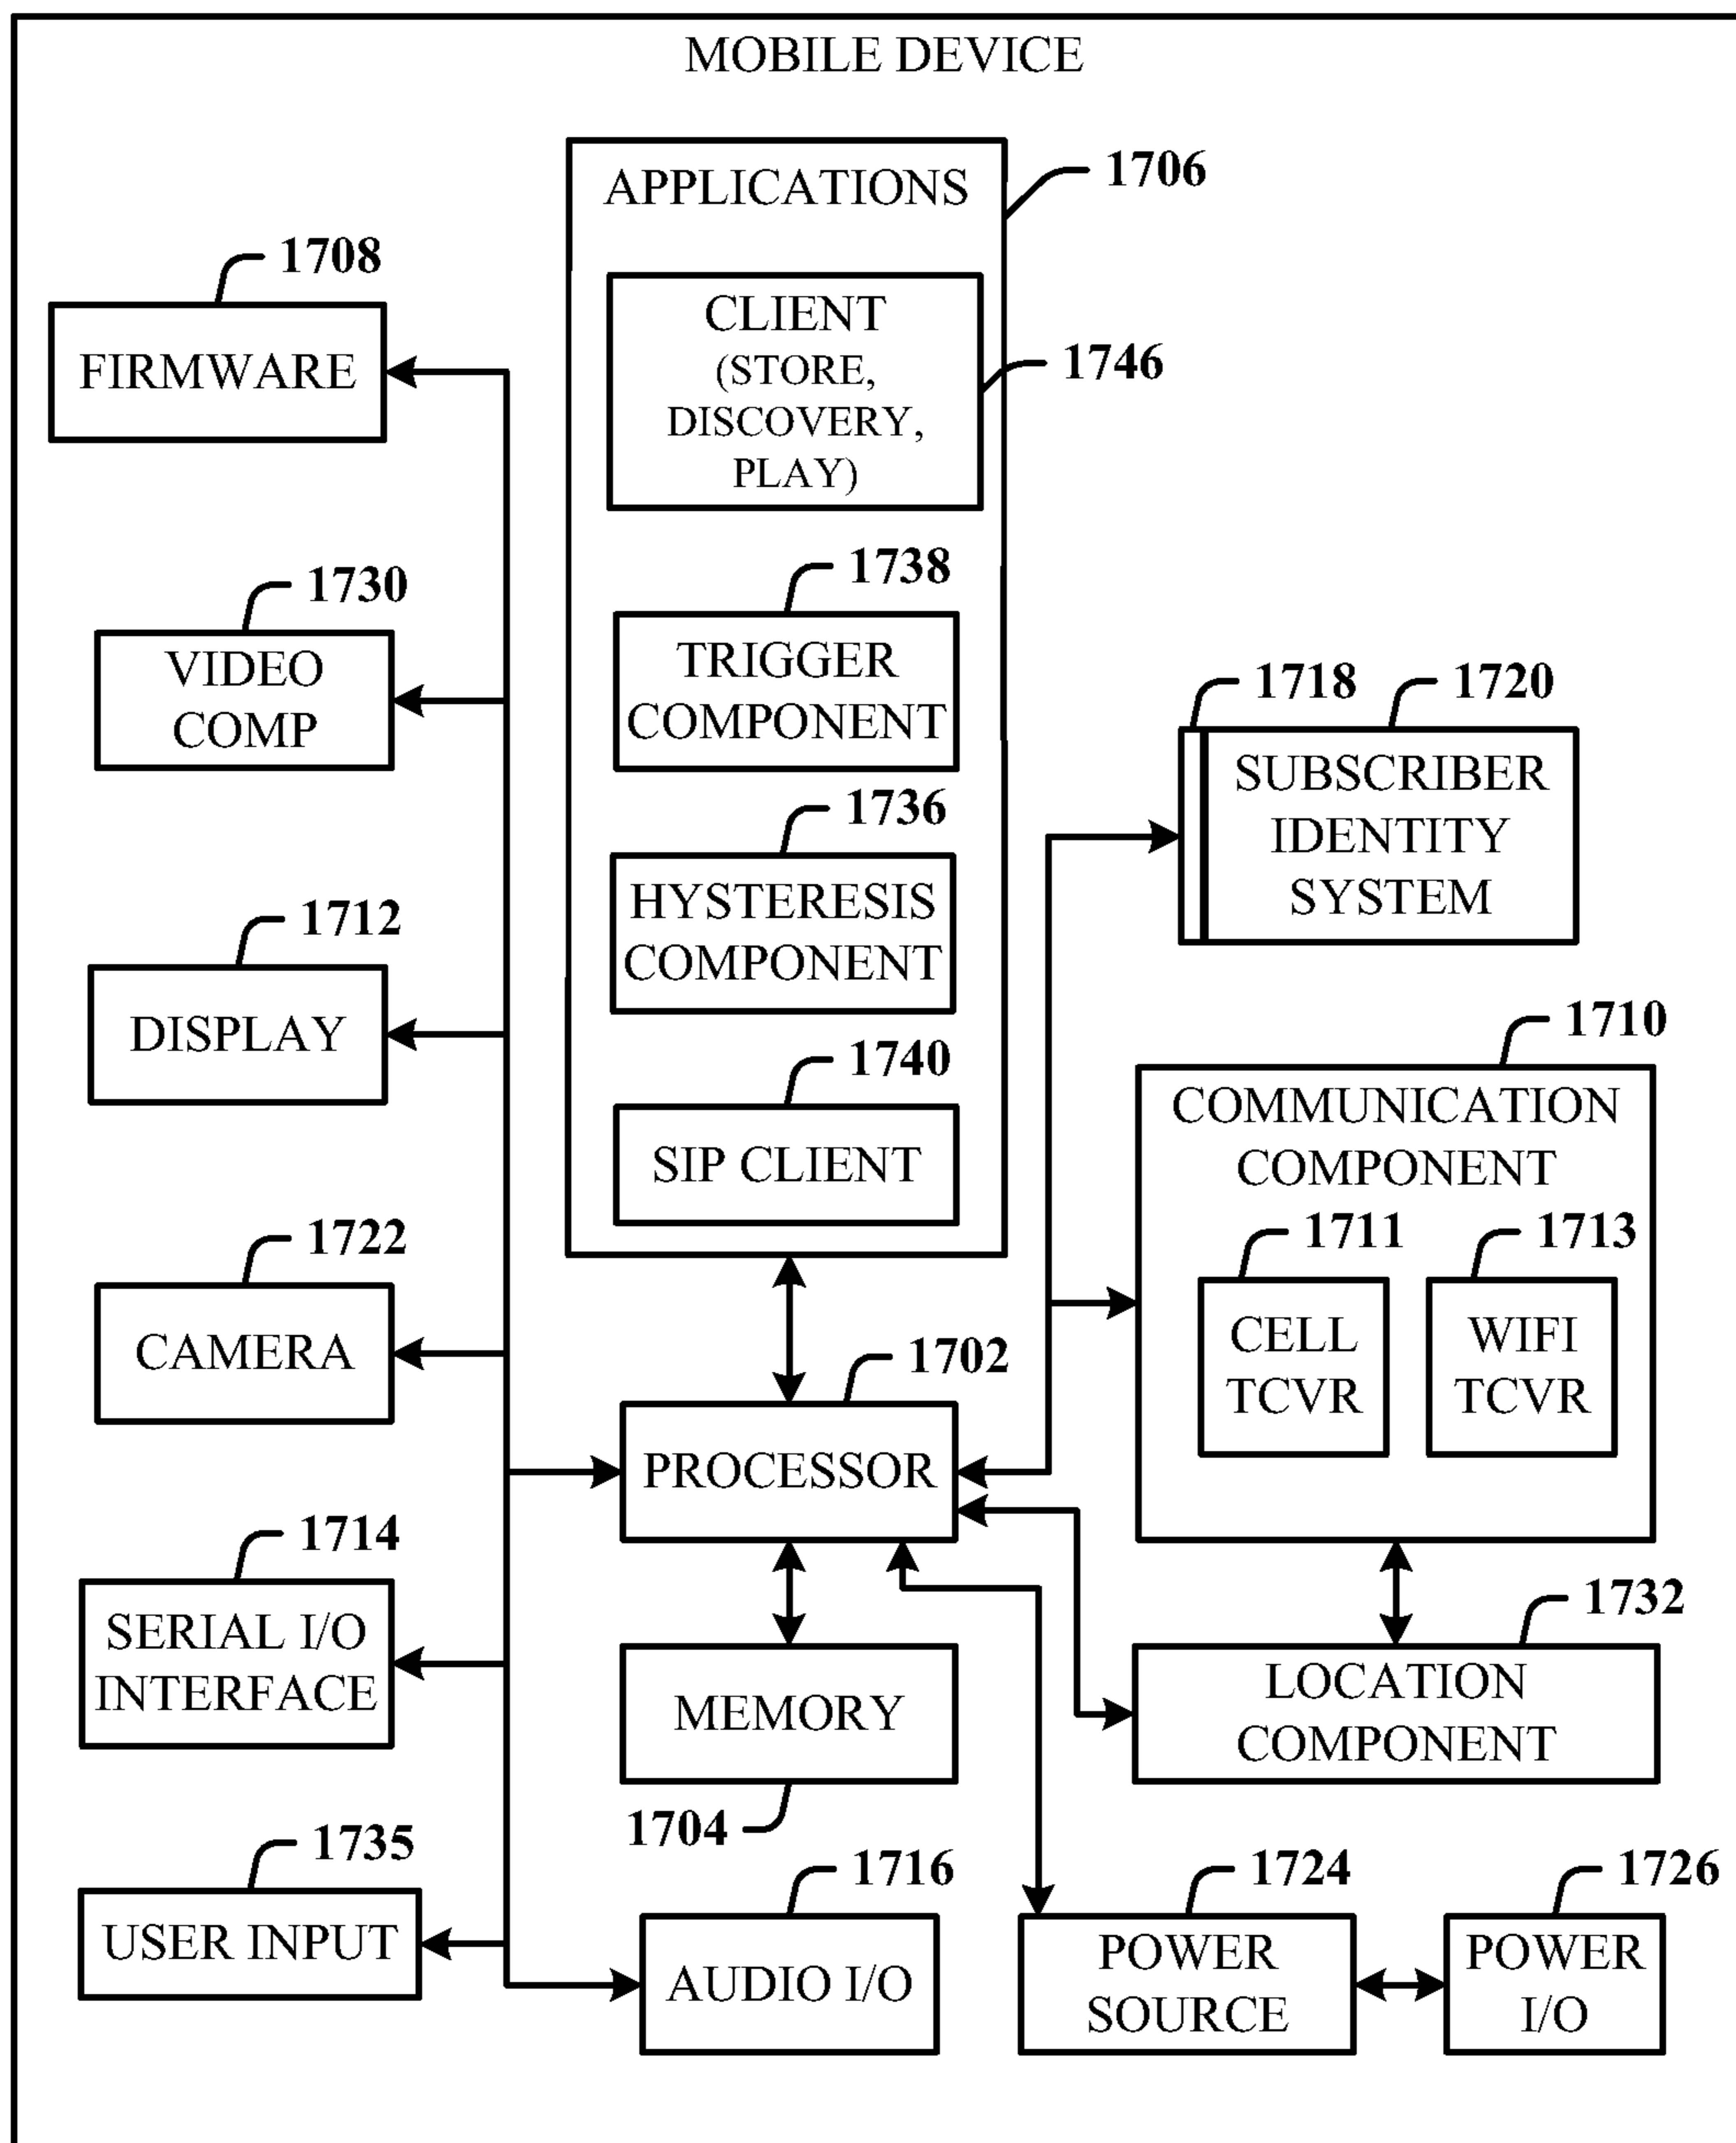 MOBILE DEVICE
APPLICATIONS
1706
CLIENT
(STORE,
DISCOVERY,
PLAY)
1746
1738
TRIGGER
COMPONENT
1736
HYSTERESIS
COMPONENT
1740
SIP CLIENT
1708
FIRMWARE
1730
VIDEO
COMP
1712
DISPLAY
1722
CAMERA
1714
SERIAL I/O
INTERFACE
1735
USER INPUT
1702
PROCESSOR
MEMORY
1704
1716
AUDIO I/O
1718
1720
SUBSCRIBER
IDENTITY
SYSTEM
1710
COMMUNICATION
COMPONENT
1711
CELL
TCVR
1713
WIFI
TCVR
1732
LOCATION
COMPONENT
1724
POWER
SOURCE
1726
POWER
I/O